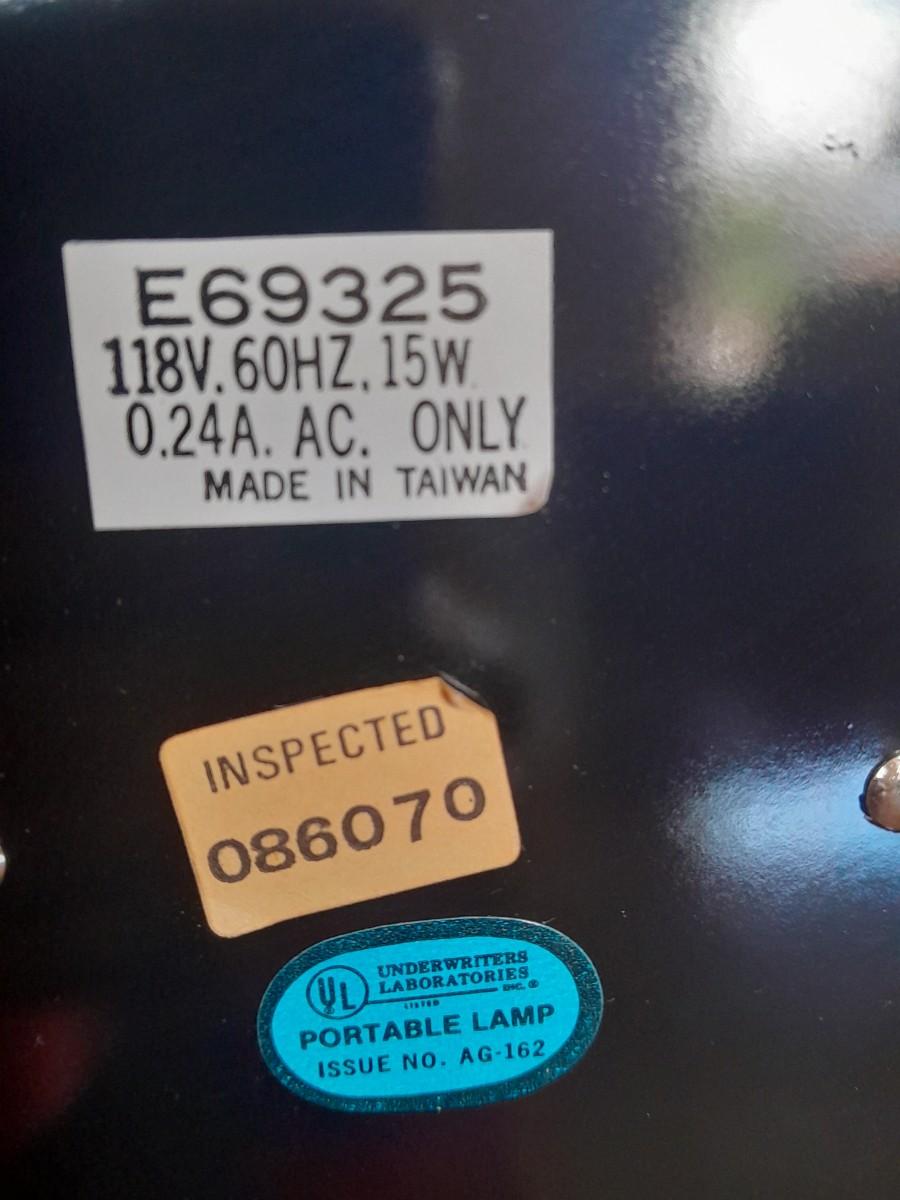 E69325
118V. 60HZ. 15W
0.24A. AC. ONLY
MADE IN TAIWAN
INSPECTED
086070
UL
UNDERWRITERS
LABORATORIES
INC. ®
LISTED
PORTABLE LAMP
ISSUE NO. AG-162